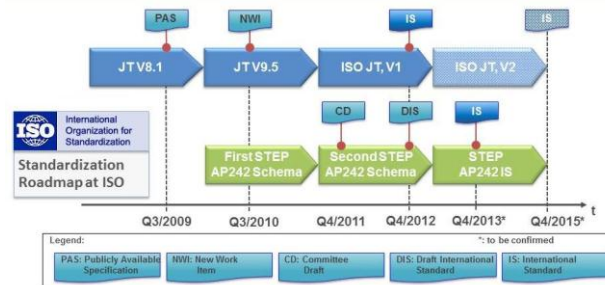 PAS
NWI
IS
IS
JT V8.1
JT V9.5
ISO JT, V1
ISO JT, V2
ISO
International
Organization for
Standardization
CD
DIS
IS
Standardization
Roadmap at ISO
First STEP
AP242 Schema
Second STEP
AP242 Schema
STEP
AP242 IS
t
Q3/2009
Q3/2010
Q4/2011
Q4/2012
Q4/2013*
Q4/2015*
Legend:
*: to be confirmed
PAS: Publicly Available
Specification
NWI: New Work
Item
CD: Committee
Draft
DIS: Draft International
Standard
IS: International
Standard